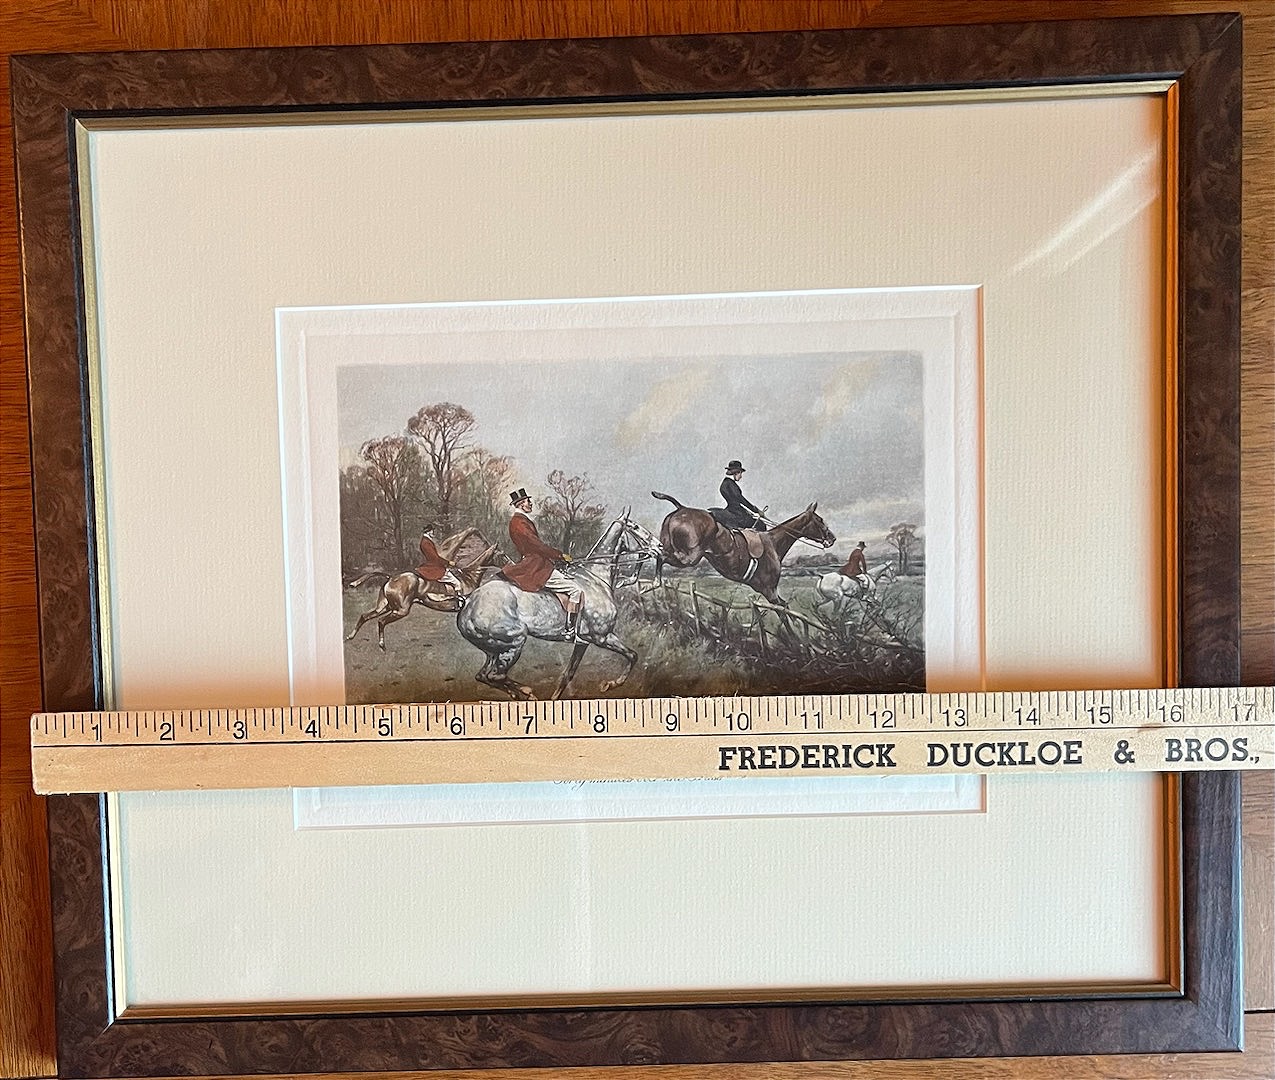 1 2 3 4 5 6 7 8 9 10 11 12 13 14 15 16 17
FREDERICK DUCKLOE & BROS.,